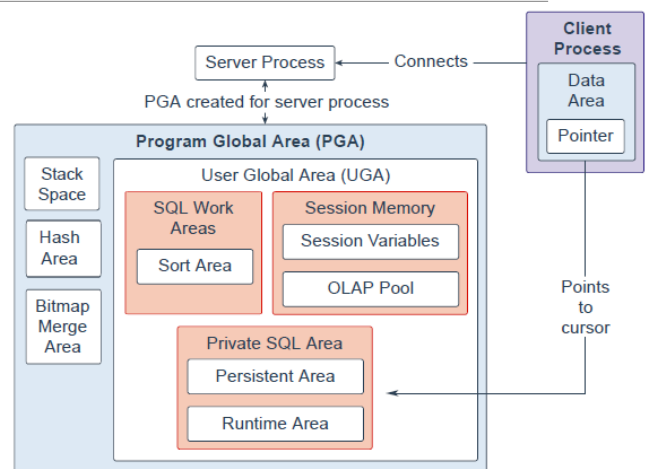 Client
Process
Data
Area
Pointer
Server Process
Connects
PGA created for server process
Program Global Area (PGA)
Stack
Space
Hash
Area
Bitmap
Merge
Area
User Global Area (UGA)
SQL Work
Areas
Sort Area
Session Memory
Session Variables
OLAP Pool
Private SQL Area
Persistent Area
Runtime Area
Points
to
cursor